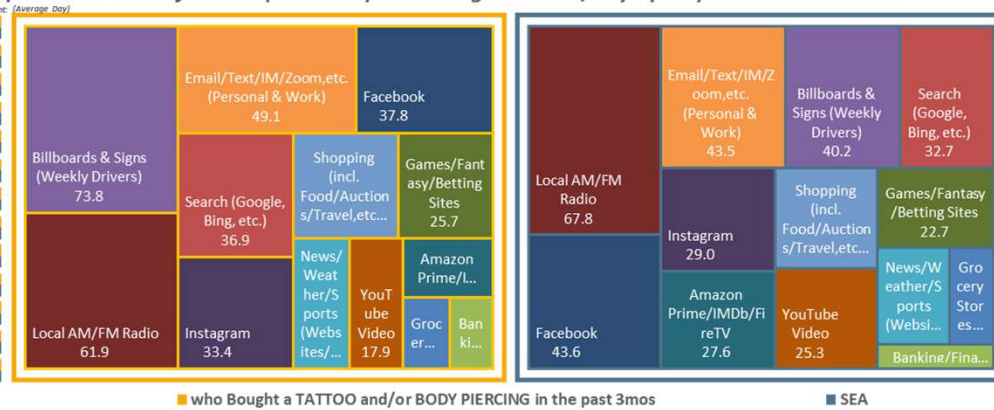 (Average Day)
Billboards & Signs
(Weekly Drivers)
73.8
Local AM/FM Radio
61.9
Email/Text/IM/Zoom,etc.
(Personal & Work)
49.1
Facebook
37.8
Search (Google,
Bing, etc.)
36.9
Instagram
33.4
Shopping
(incl.
Food/Auction
s/Travel,etc...
Games/Fant
asy/Betting
Sites
25.7
News/
Weat
her/S
ports
(Webs
ites/...
YouT
ube
Video
17.9
Amazon
Prime/I...
Groc
er...
Ban
ki...
Local AM/FM
Radio
67.8
Facebook
43.6
Email/Text/IM/Z
oom,etc.
(Personal &
Work)
43.5
Billboards &
Signs (Weekly
Drivers)
40.2
Search
(Google,
Bing, etc.)
32.7
Instagram
29.0
Amazon
Prime/IMDb/Fi
reTV
27.6
Shopping
(incl.
Food/Auction
s/Travel,etc...
YouTube
Video
25.3
Games/Fantasy
/Betting Sites
22.7
News/W
eather/S
ports
(Websi...
Gro
cery
Stor
es...
Banking/Fina...
who Bought a TATTOO and/or BODY PIERCING in the past 3mos
SEA